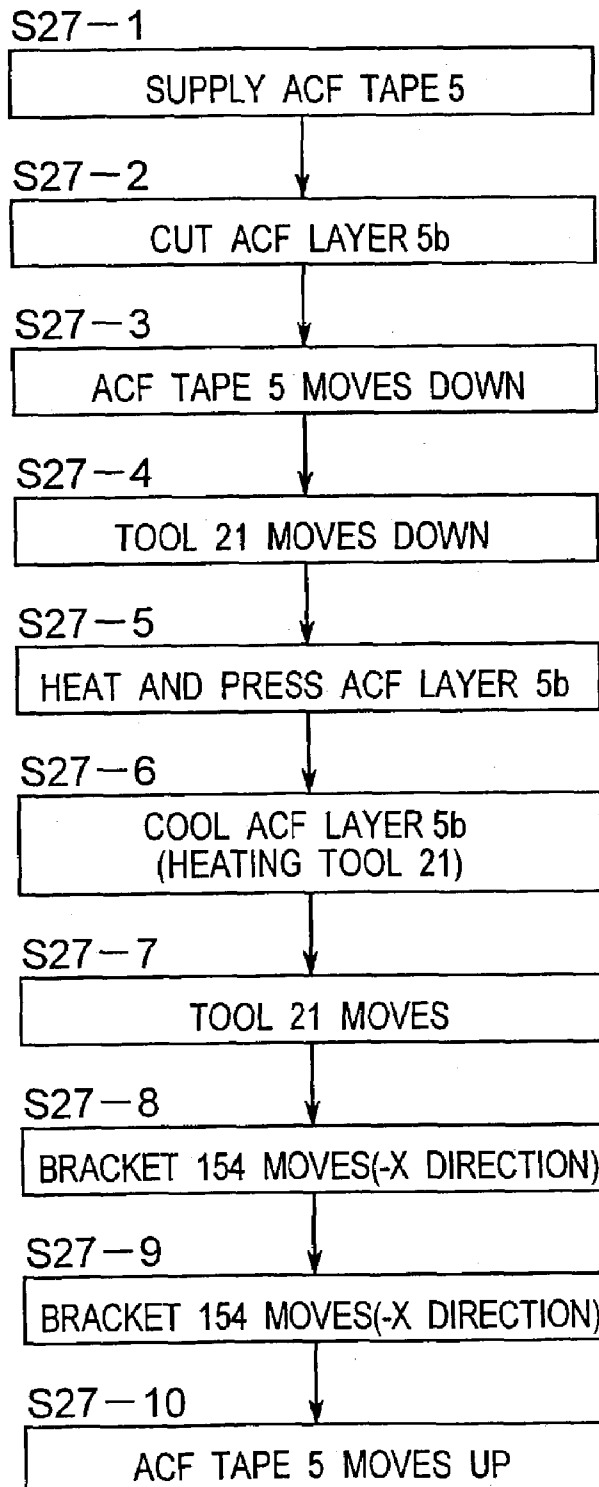 S27-1
SUPPLY ACF TAPE 5
S27-2
CUT ACF LAYER 5b
S27-3
ACF TAPE 5 MOVES DOWN
S27-4
TOOL 21 MOVES DOWN
S27-5
HEAT AND PRESS ACF LAYER 5b
S27-6
COOL ACF LAYER 5b
(HEATING TOOL 21)
S27-7
TOOL 21 MOVES
S27-8
BRACKET 154 MOVES(-X DIRECTION)
S27-9
BRACKET 154 MOVES(-X DIRECTION)
S27-10
ACF TAPE 5 MOVES UP